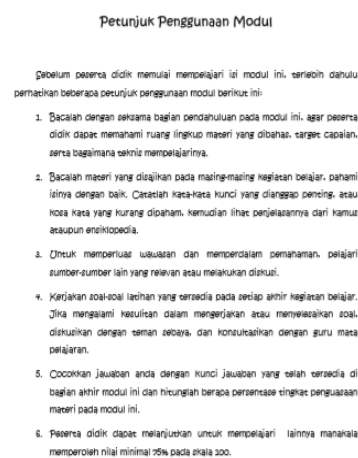 Petunjuk Penggunaan Modul
Sebelum peserta didik memulai mempelajari isi modul ini, terlebih dahulu
perhatikan beberapa petunjuk penggunaan modul berikut ini:
1. Bacalah dengan seksama bagian pendahuluan pada modul ini, agar peserta
didik dapat memahami ruang lingkup materi yang dibahas, target capaian,
serta bagaimana teknis mempelajarinya.
2. Bacalah materi yang disajikan pada masing-masing kegiatan belajar, pahami
isinya dengan baik. Catatlah kata-kata kunci yang dianggap penting, atau
kosa kata yang kurang dipaham, kemudian lihat penjelasannya dari kamus
ataupun ensiklopedia.
3. Untuk memperluas wawasan dan memperdalam pemahaman, pelajari
sumber-sumber lain yang relevan atau melakukan diskusi.
4. Kerjakan soal-soal latihan yang tersedia pada setiap akhir kegiatan belajar.
Jika mengalami kesulitan dalam mengerjakan atau menyelesaikan soal,
diskusikan dengan teman sebaya, dan konsultasikan dengan guru mata
pelajaran.
5. Cocokkan jawaban anda dengan kunci jawaban yang telah tersedia di
bagian akhir modul ini dan hitunglah berapa persentase tingkat penguasaan
materi pada modul ini.
6. Peserta didik dapat melanjutkan untuk mempelajari lainnya manakala
memperoleh nilai minimal 75% pada skala 100.